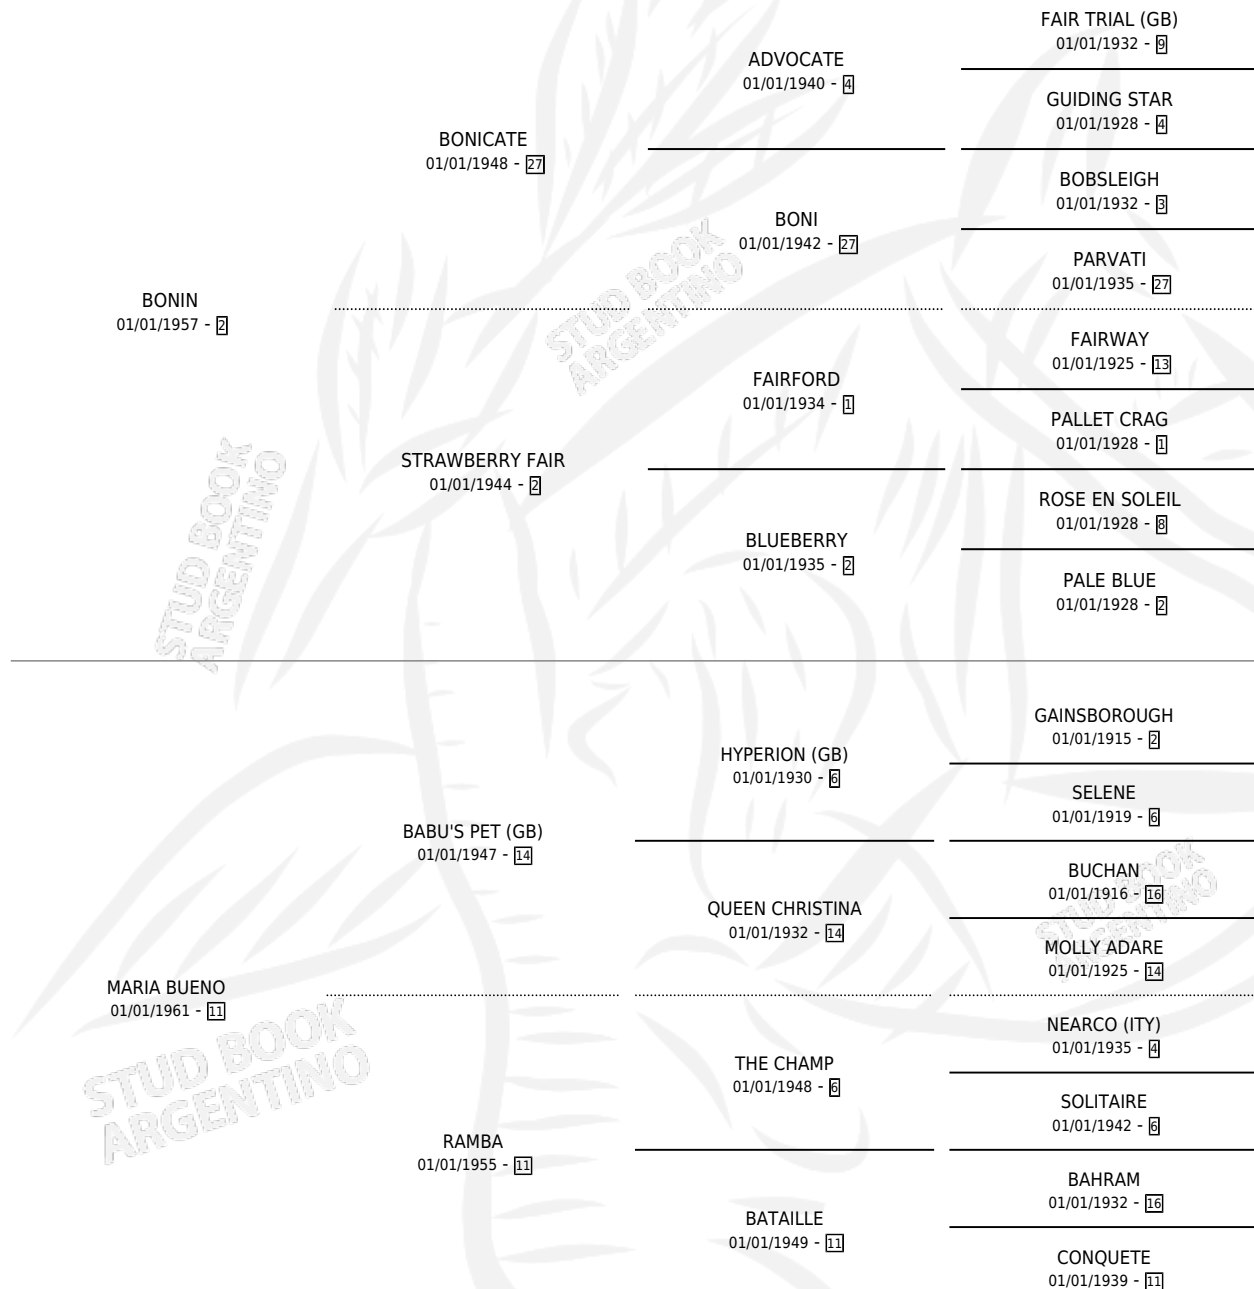 FAIR TRIAL (GB)
01/01/1932 - 9
ADVOCATE
01/01/1940 - 4
GUIDING STAR
01/01/1928 - 4
BONICATE
01/01/1948 - 27
BOBSLEIGH
01/01/1932 - 3
BONI
01/01/1942 - 27
PARVATI
01/01/1935 - 27
BONIN
01/01/1957 - 2
FAIRWAY
01/01/1925 - 13
FAIRFORD
01/01/1934 - 1
PALLET CRAG
01/01/1928 - 1
STRAWBERRY FAIR
01/01/1944 - 2
ROSE EN SOLEIL
01/01/1928 - 8
BLUEBERRY
01/01/1935 - 2
PALE BLUE
01/01/1928 - 2
STUD BOOK
ARGENTINO
STUD BOOK
ARGENTINO
GAINSBOROUGH
01/01/1915 - 2
HYPERION (GB)
01/01/1930 - 6
SELENE
01/01/1919 - 6
BABU'S PET (GB)
01/01/1947 - 14
BUCHAN
01/01/1916 - 16
QUEEN CHRISTINA
01/01/1932 - 14
MOLLY ADARE
01/01/1925 - 14
MARIA BUENO
01/01/1961 - 11
NEARCO (ITY)
01/01/1935 - 4
THE CHAMP
01/01/1948 - 6
SOLITAIRE
01/01/1942 - 6
RAMBA
01/01/1955 - 11
BAHRAM
01/01/1932 - 16
BATAILLE
01/01/1949 - 11
CONQUETE
01/01/1939 - 11
STUD BOOK
ARGENTINO
STUD BOOK
ARGENTINO